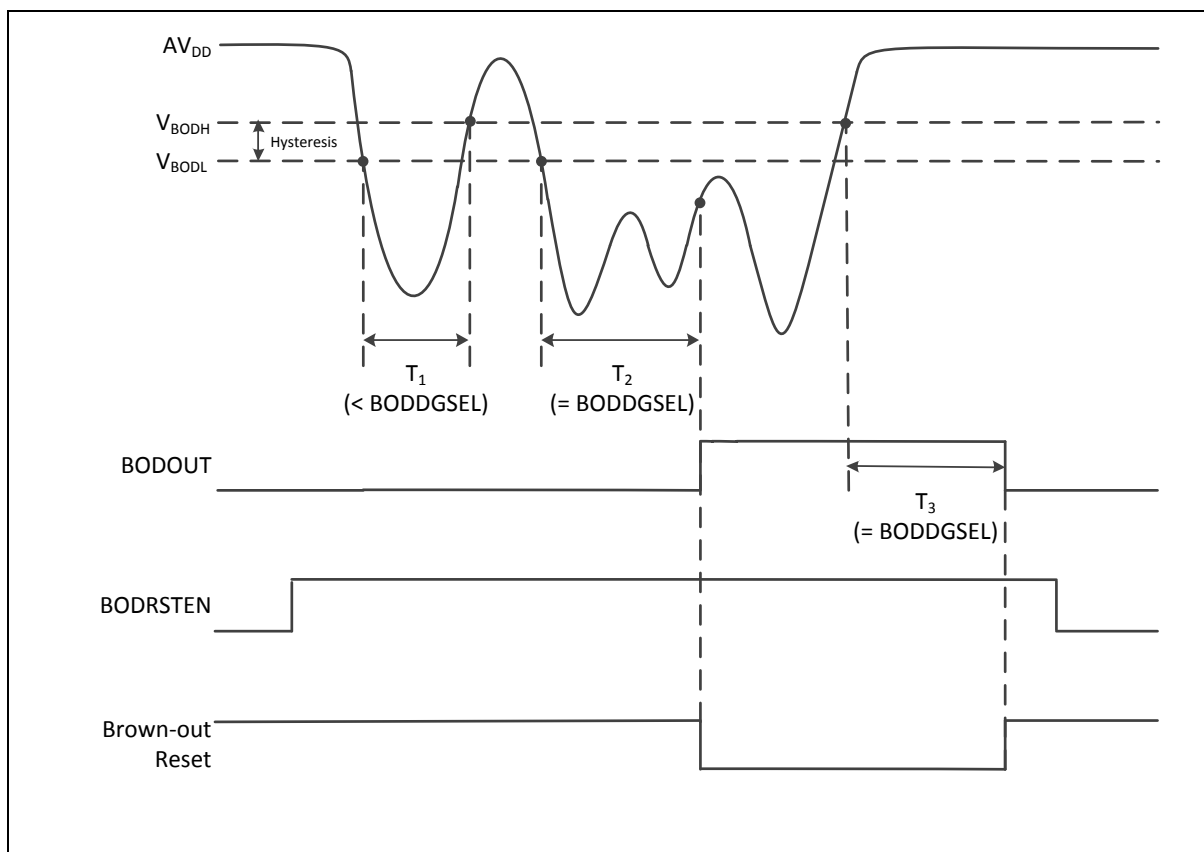 AVDD
VBODH
Hysteresis
VBODL
T1
(< BODDGSEL)
T2
(= BODDGSEL)
BODOUT
T3
(= BODDGSEL)
BODRSTEN
Brown-out
Reset